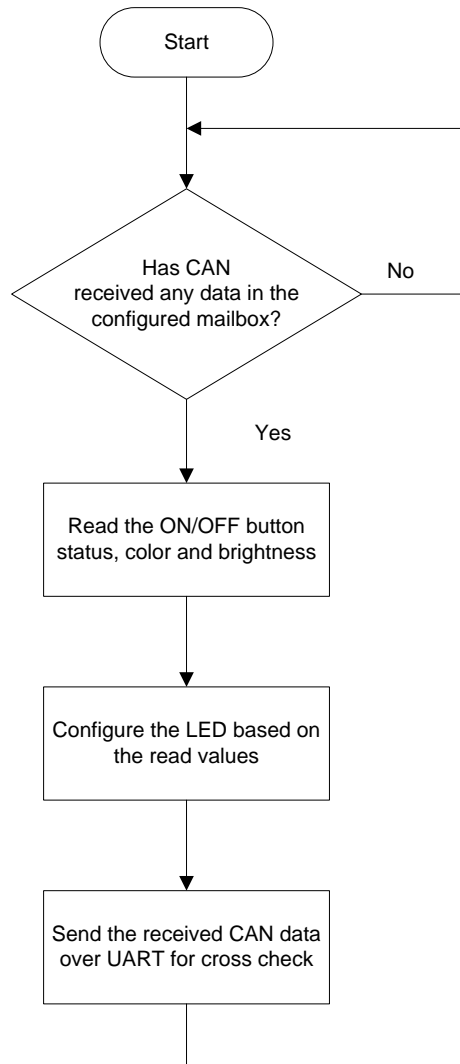 Start
Has CAN
received any data in the
configured mailbox?
No
Yes
Read the ON/OFF button
status, color and brightness
Configure the LED based on
the read values
Send the received CAN data
over UART for cross check